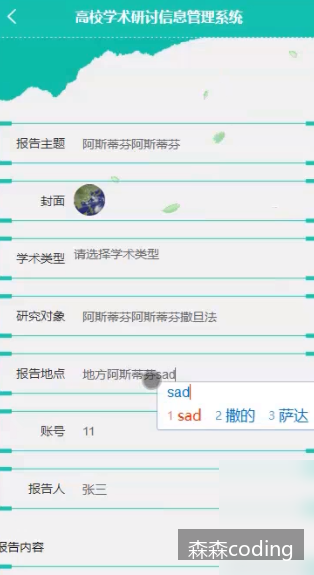 高校学术研讨信息管理系统
报告主题 阿斯蒂芬阿斯蒂芬
封面
学术类型 请选择学术类型
研究对象 阿斯蒂芬阿斯蒂芬撒旦法
报告地点 地方阿斯蒂芬sad
sad
1 sad 2 撒的 3 萨达
账号 11
报告人 张三
报告内容
森森coding